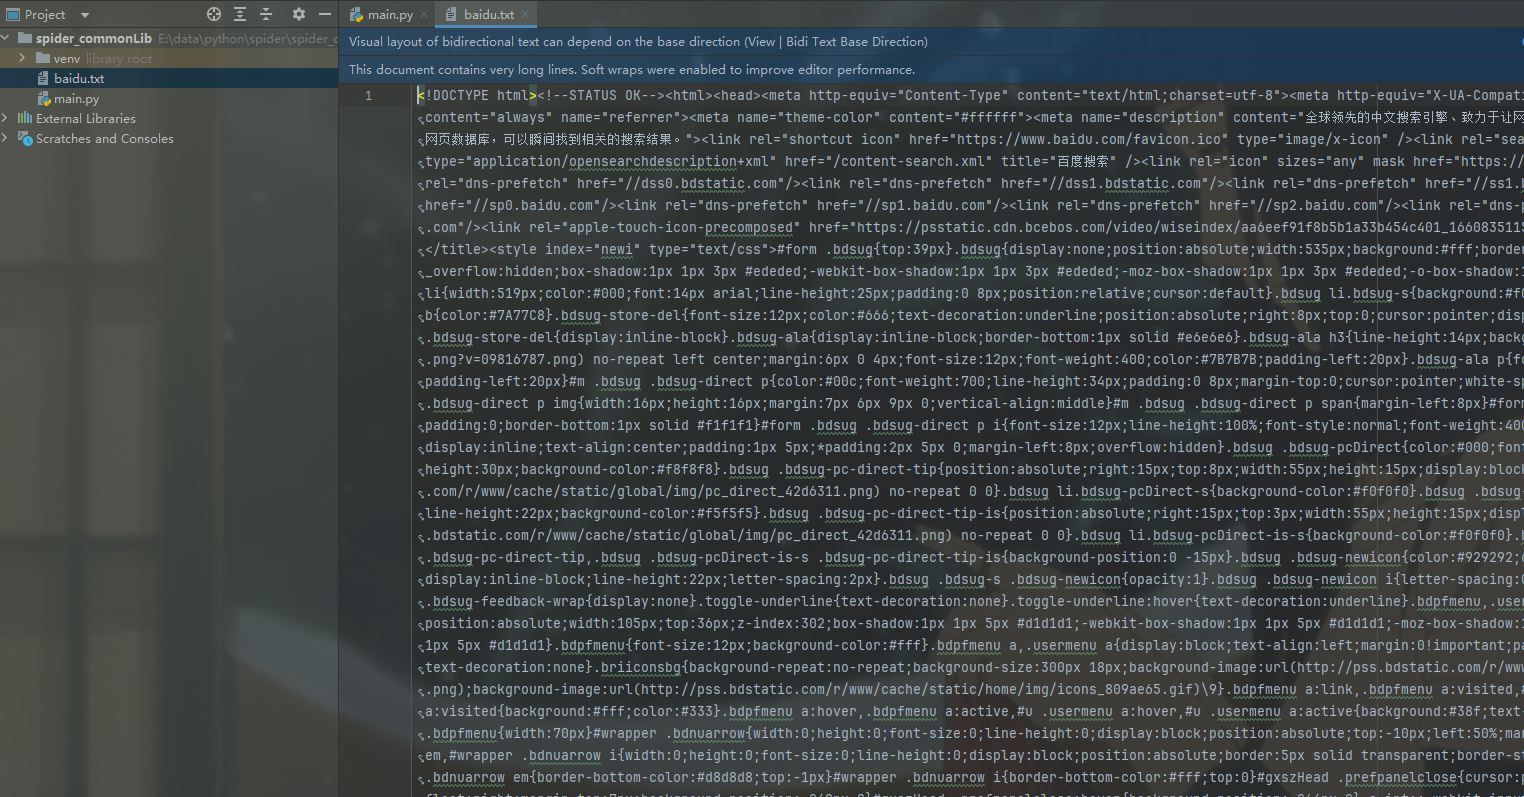 Project
main.py
baidu.txt
spider_commonLib E:\data\python\spider\spider_c
venv library root
baidu.txt
main.py
External Libraries
Scratches and Consoles
Visual layout of bidirectional text can depend on the base direction (View | Bidi Text Base Direction)
This document contains very long lines. Soft wraps were enabled to improve editor performance.
1
<!DOCTYPE html><!--STATUS OK--><html><head><meta http-equiv="Content-Type" content="text/html;charset=utf-8"><meta http-equiv="X-UA-Compati
content="always" name="referrer"><meta name="theme-color" content="#ffffff"><meta name="description" content="全球领先的中文搜索引擎、致力于让网
网页数据库，可以瞬间找到相关的搜索结果。"><link rel="shortcut icon" href="https://www.baidu.com/favicon.ico" type="image/x-icon" /><link rel="sea
type="application/opensearchdescription+xml" href="/content-search.xml" title="百度搜索" /><link rel="icon" sizes="any" mask href="https://
rel="dns-prefetch" href="//dss0.bdstatic.com"/><link rel="dns-prefetch" href="//dss1.bdstatic.com"/><link rel="dns-prefetch" href="//ss1.b
href="//sp0.baidu.com"/><link rel="dns-prefetch" href="//sp1.baidu.com"/><link rel="dns-prefetch" href="//sp2.baidu.com"/><link rel="dns-p
.com"/><link rel="apple-touch-icon-precomposed" href="https://psstatic.cdn.bcebos.com/video/wiseindex/aa6eef91f8b5b1a33b454c401_1660835115
</title><style index="newi" type="text/css">#form .bdsug{top:39px}.bdsug{display:none;position:absolute;width:535px;background:#fff;border
_overflow:hidden;box-shadow:1px 1px 3px #ededed;-webkit-box-shadow:1px 1px 3px #ededed;-moz-box-shadow:1px 1px 3px #ededed;-o-box-shadow:1
li{width:519px;color:#000;font:14px arial;line-height:25px;padding:0 8px;position:relative;cursor:default}.bdsug li.bdsug-s{background:#f0
b{color:#7A77C8}.bdsug-store-del{font-size:12px;color:#666;text-decoration:underline;position:absolute;right:8px;top:0;cursor:pointer;disp
.bdsug-store-del{display:inline-block}.bdsug-ala{display:inline-block;border-bottom:1px solid #e6e6e6}.bdsug-ala h3{line-height:14px;backg
.png?v=09816787.png) no-repeat left center;margin:6px 0 4px;font-size:12px;font-weight:400;color:#7B7B7B;padding-left:20px}.bdsug-ala p{fo
padding-left:20px}#m .bdsug .bdsug-direct p{color:#00c;font-weight:700;line-height:34px;padding:0 8px;margin-top:0;cursor:pointer;white-sp
.bdsug-direct p img{width:16px;height:16px;margin:7px 6px 9px 0;vertical-align:middle}#m .bdsug .bdsug-direct p span{margin-left:8px}#form
padding:0;border-bottom:1px solid #f1f1f1}#form .bdsug .bdsug-direct p i{font-size:12px;line-height:100%;font-style:normal;font-weight:400
display:inline;text-align:center;padding:1px 5px;*padding:2px 5px 0;margin-left:8px;overflow:hidden}.bdsug .bdsug-pcDirect{color:#000;font
height:30px;background-color:#f8f8f8}.bdsug .bdsug-pc-direct-tip{position:absolute;right:15px;top:8px;width:55px;height:15px;display:block
.com/r/www/cache/static/global/img/pc_direct_42d6311.png) no-repeat 0 0}.bdsug li.bdsug-pcDirect-s{background-color:#f0f0f0}.bdsug .bdsug-
line-height:22px;background-color:#f5f5f5}.bdsug .bdsug-pc-direct-tip-is{position:absolute;right:15px;top:3px;width:55px;height:15px;displ
.bdstatic.com/r/www/cache/static/global/img/pc_direct_42d6311.png) no-repeat 0 0}.bdsug li.bdsug-pcDirect-is-s{background-color:#f0f0f0}.b
.bdsug-pc-direct-tip,.bdsug .bdsug-pcDirect-is-s .bdsug-pc-direct-tip-is{background-position:0 -15px}.bdsug .bdsug-newicon{color:#929292;o
display:inline-block;line-height:22px;letter-spacing:2px}.bdsug .bdsug-s .bdsug-newicon{opacity:1}.bdsug .bdsug-newicon i{letter-spacing:0
.bdsug-feedback-wrap{display:none}.toggle-underline{text-decoration:none}.toggle-underline:hover{text-decoration:underline}.bdpfmenu,.user
position:absolute;width:105px;top:36px;z-index:302;box-shadow:1px 1px 5px #d1d1d1;-webkit-box-shadow:1px 1px 5px #d1d1d1;-moz-box-shadow:1
1px 5px #d1d1d1}.bdpfmenu{font-size:12px;background-color:#fff}.bdpfmenu a,.usermenu a{display:block;text-align:left;margin:0!important;pa
text-decoration:none}.briiconsbg{background-repeat:no-repeat;background-size:300px 18px;background-image:url(http://pss.bdstatic.com/r/www
.png);background-image:url(http://pss.bdstatic.com/r/www/cache/static/home/img/icons_809ae65.gif)\9}.bdpfmenu a:link,.bdpfmenu a:visited,#
a:visited{background:#fff;color:#333}.bdpfmenu a:hover,.bdpfmenu a:active,#u .usermenu a:hover,#u .usermenu a:active{background:#38f;text-
.bdpfmenu{width:70px}#wrapper .bdnuarrow{width:0;height:0;font-size:0;line-height:0;display:block;position:absolute;top:-10px;left:50%;mar
em,#wrapper .bdnuarrow i{width:0;height:0;font-size:0;line-height:0;display:block;position:absolute;border:5px solid transparent;border-st
.bdnuarrow em{border-bottom-color:#d8d8d8;top:-1px}#wrapper .bdnuarrow i{border-bottom-color:#fff;top:0}#gxszHead .prefpanelclose{cursor:p